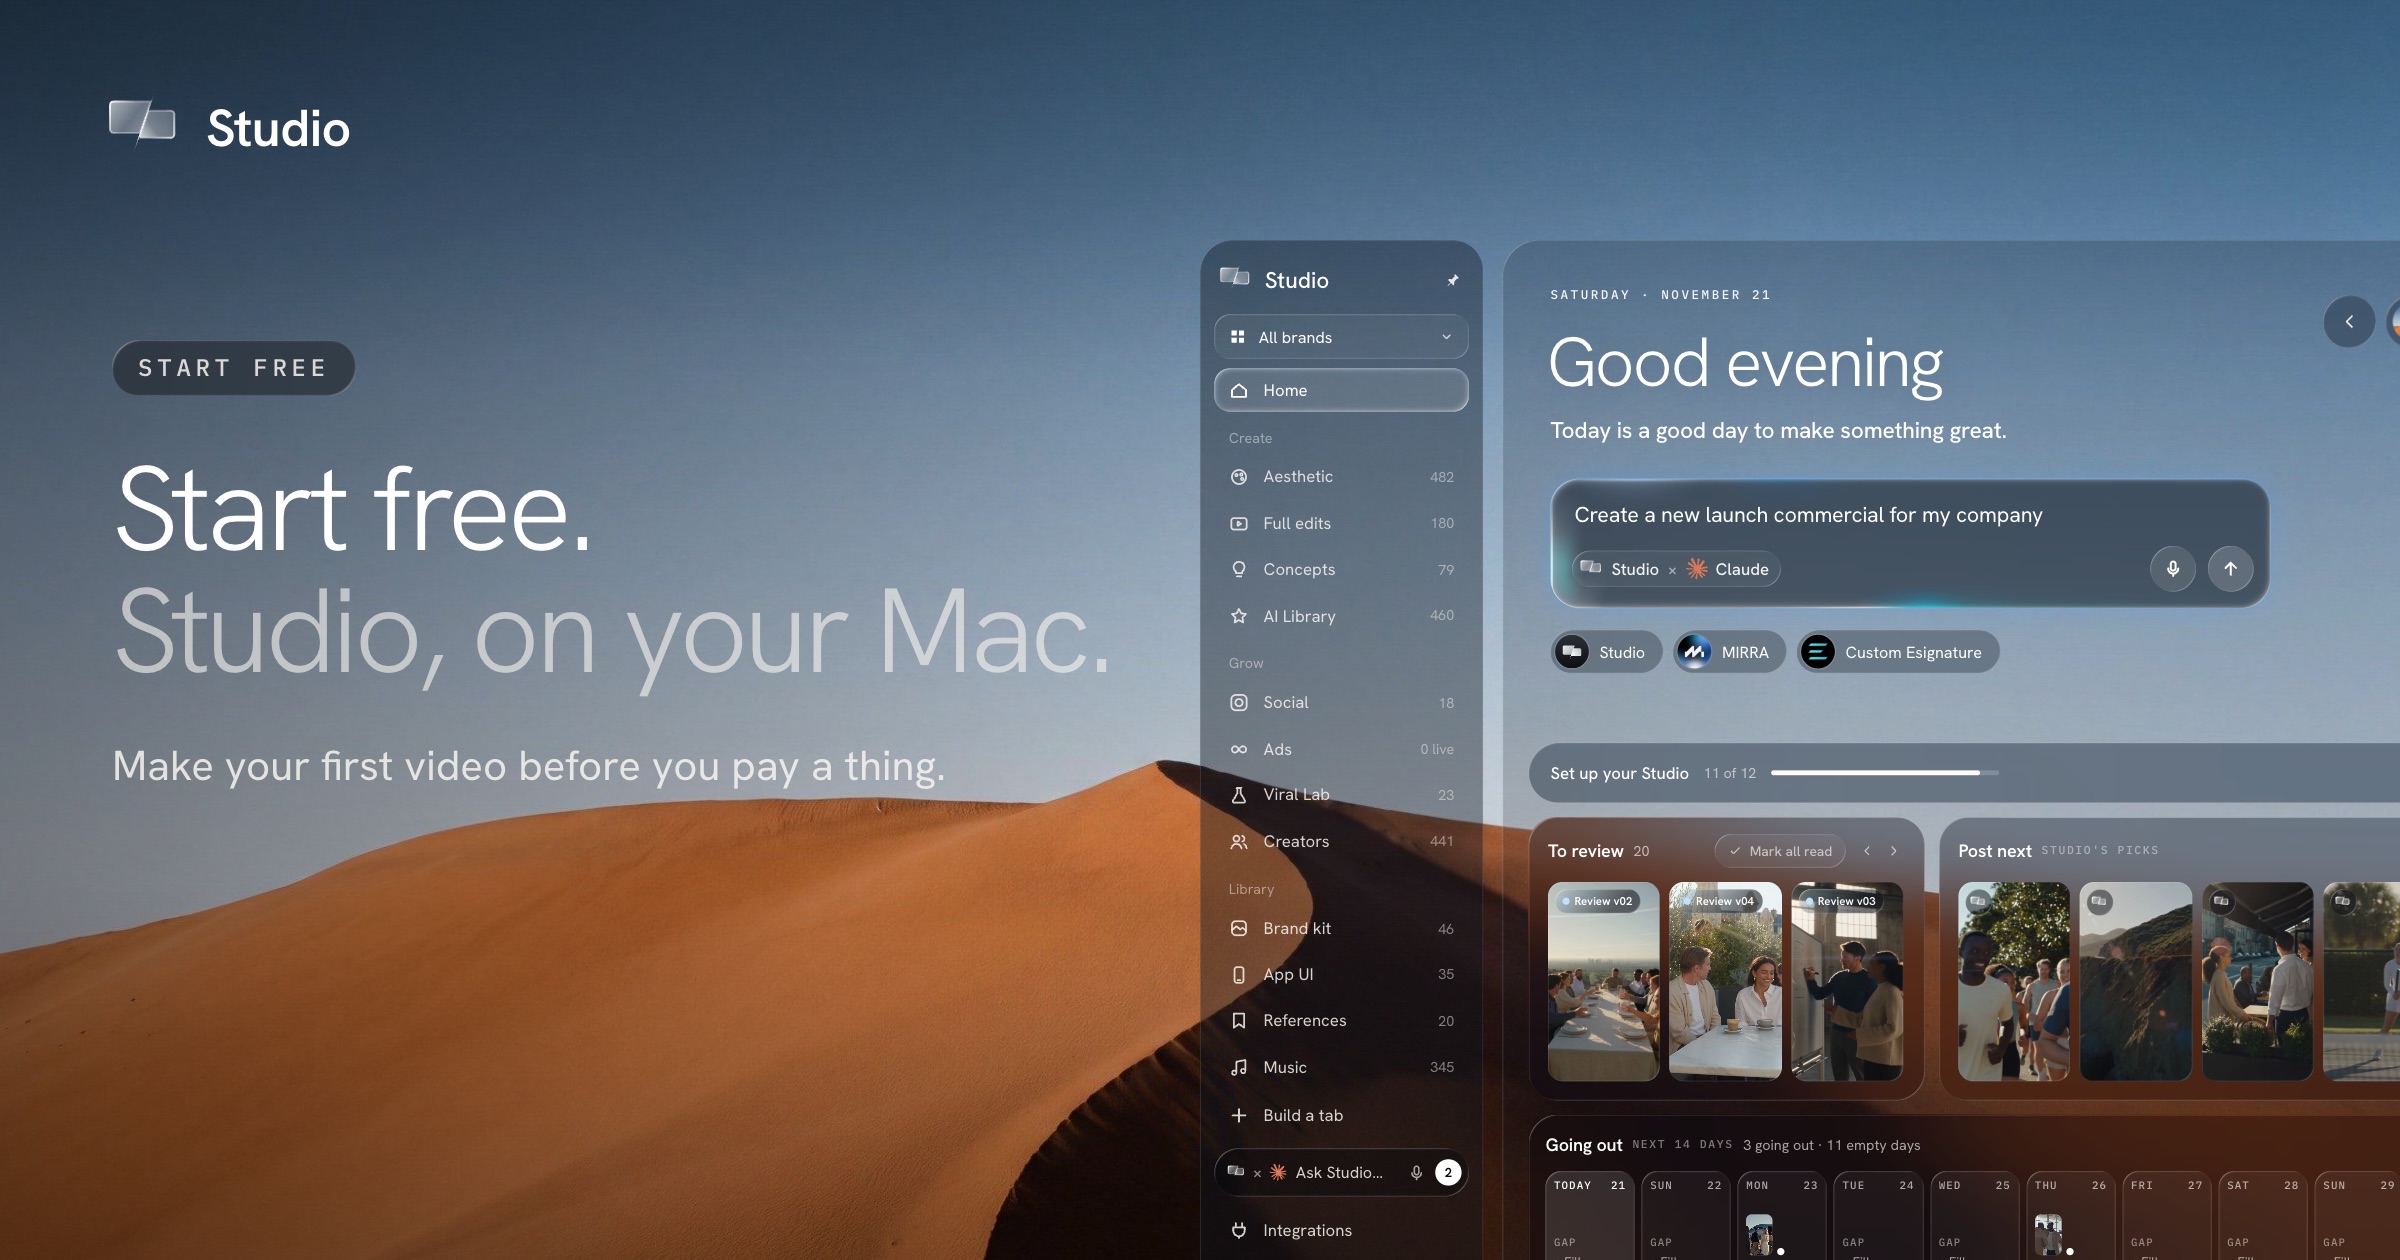 Studio
START FREE
Start free.
Studio, on your Mac.
Make your first video before you pay a thing.
Studio
All brands
Home
Create
Aesthetic 482
Full edits 180
Concepts 79
AI Library 460
Grow
Social 18
Ads 0 live
Viral Lab 23
Creators 441
Library
Brand kit 46
App UI 35
References 20
Music 345
Build a tab
× Ask Studio... 2
Integrations
SATURDAY · NOVEMBER 21
Good evening
Today is a good day to make something great.
Create a new launch commercial for my company
Studio × Claude
Studio MIRRA Custom Esignature
Set up your Studio 11 of 12
To review 20 Mark all read
Review v02 Review v04 Review v03
Post next STUDIO'S PICKS
Going out NEXT 14 DAYS 3 going out · 11 empty days
TODAY 21 SUN 22 MON 23 TUE 24 WED 25 THU 26 FRI 27 SAT 28 SUN 29
GAP GAP GAP GAP GAP GAP GAP